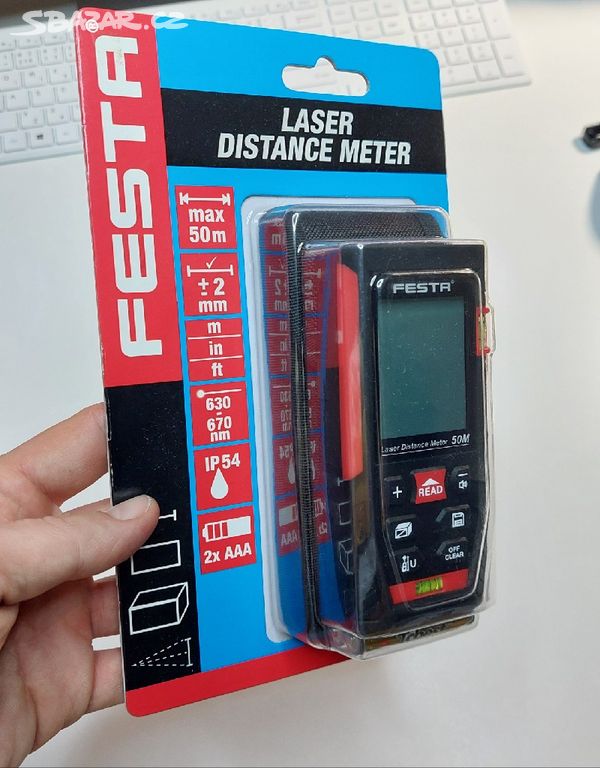 SBAZAR.CZ
FESTA
LASER
DISTANCE METER
max
50m
± 2
mm
m
in
ft
630
-
670
nm
IP54
2x AAA
FESTA
Laser Distance Meter 50M
+
READ
-
U
OFF
CLEAR